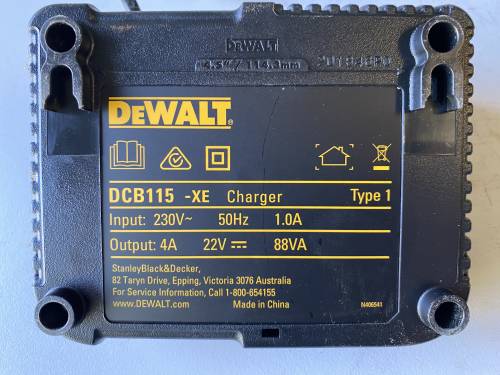 DEWALT
4.5" / 114.3mm
DEWALT®
DCB115 -XE Charger Type 1
Input: 230V~ 50Hz 1.0A
Output: 4A 22V⎓ 88VA
StanleyBlack&Decker,
82 Taryn Drive, Epping, Victoria 3076 Australia
For Service Information, Call 1-800-654155
www.DEWALT.com Made in China
N406541